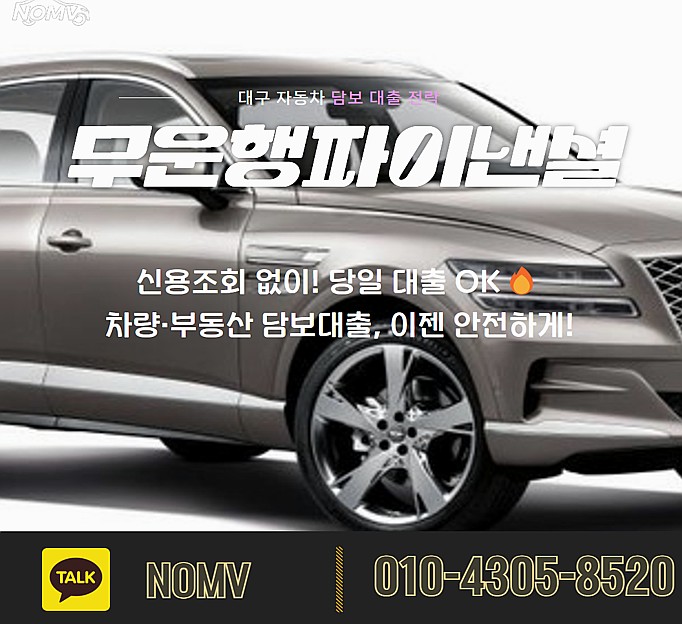 NOMV
대구 자동차 담보 대출 전략
무운행파이낸셜
신용조회 없이! 당일 대출 OK🔥
차량·부동산 담보대출, 이젠 안전하게!
TALK NOMV 010-4305-8520